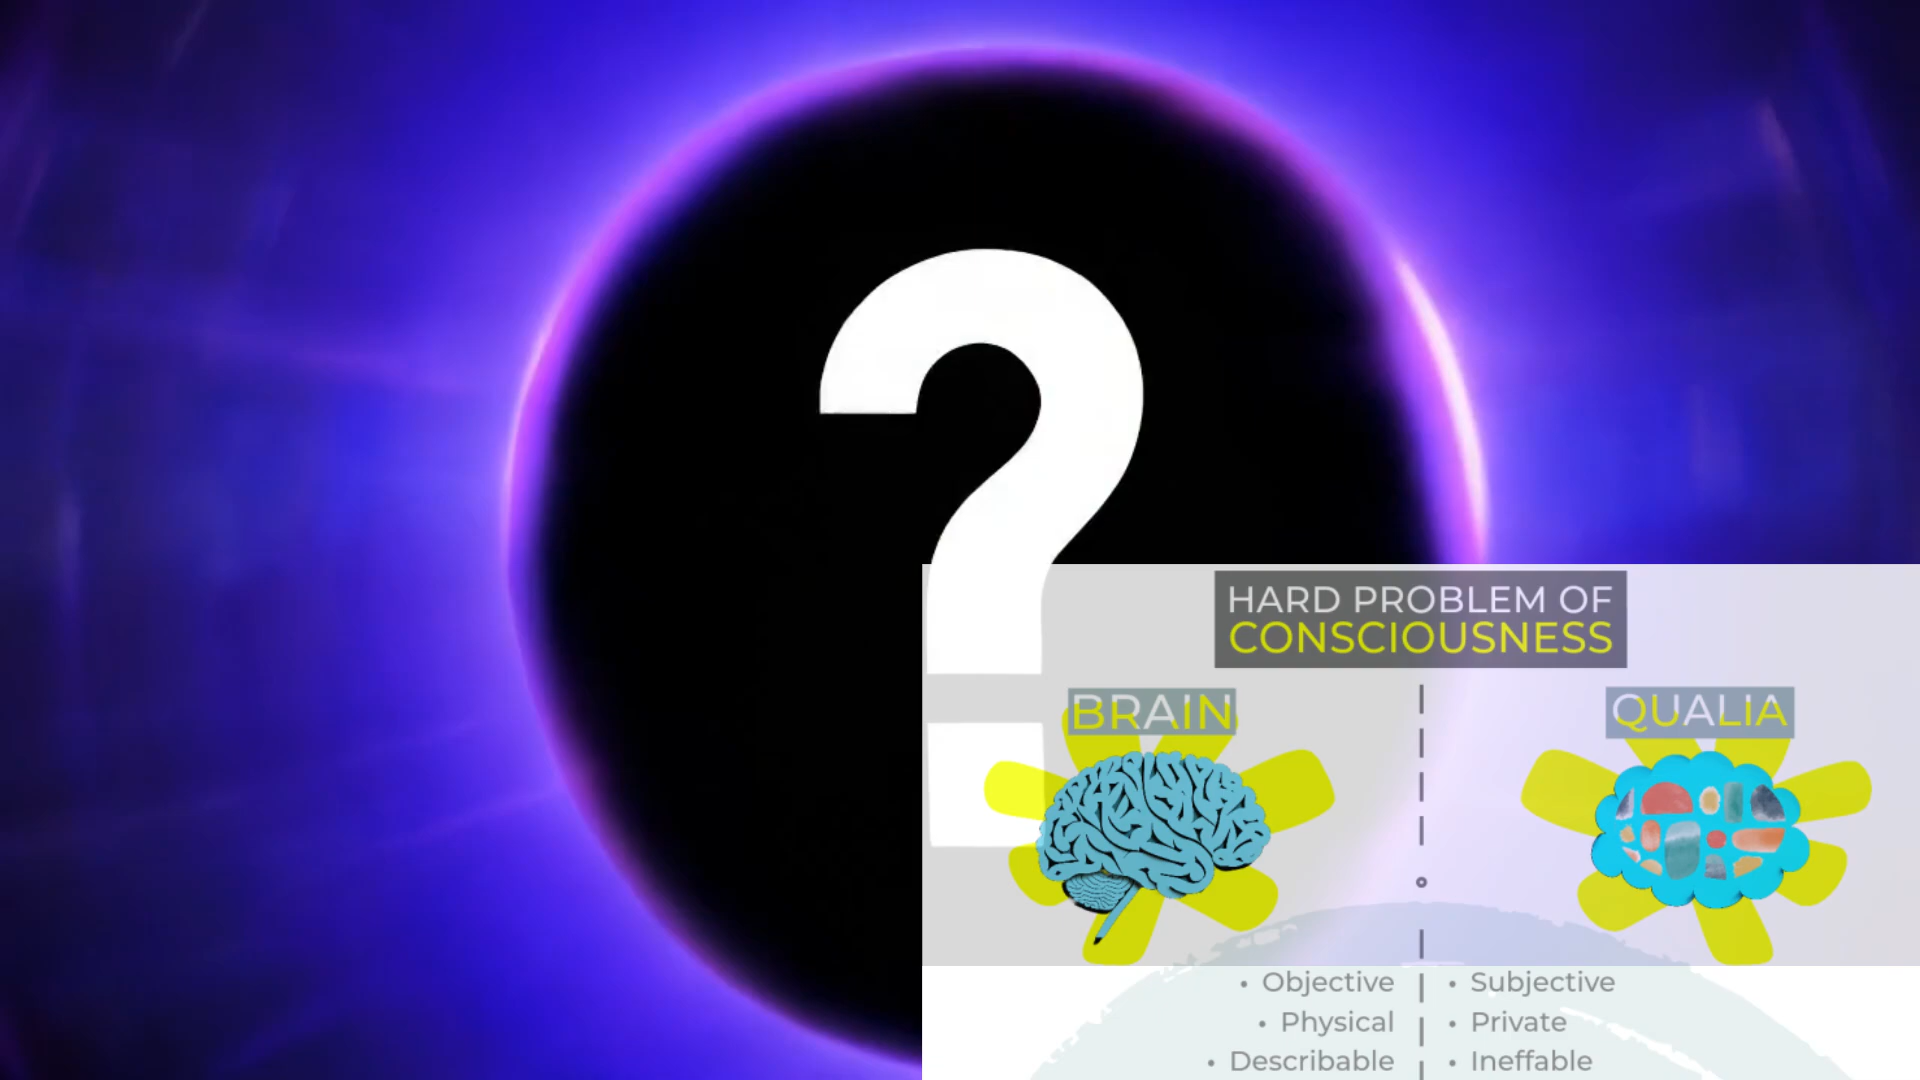 ?
HARD PROBLEM OF
CONSCIOUSNESS
BRAIN
QUALIA
• Objective
• Subjective
• Physical
• Private
• Describable
• Ineffable